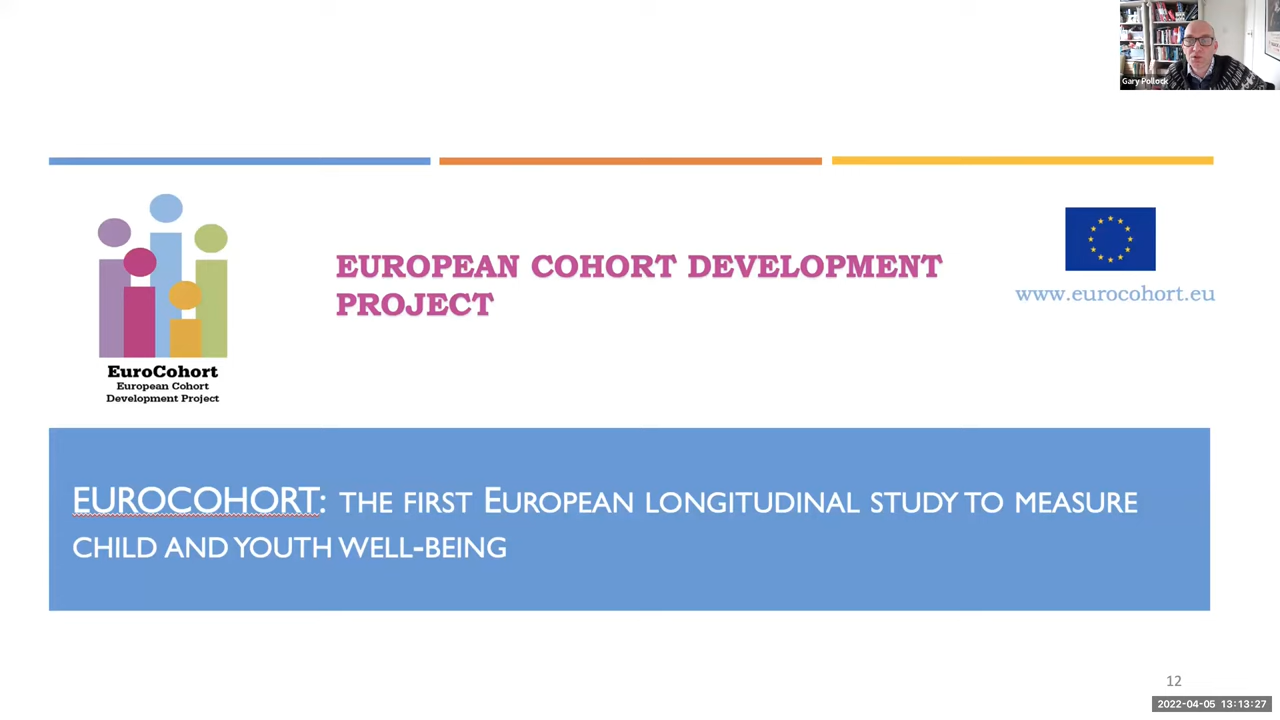 Gary Pollock
EUROPEAN COHORT DEVELOPMENT
PROJECT
www.eurocohort.eu
EuroCohort
European Cohort
Development Project
EUROCOHORT: THE FIRST EUROPEAN LONGITUDINAL STUDY TO MEASURE
CHILD AND YOUTH WELL-BEING
12
2022-04-05 13:13:27